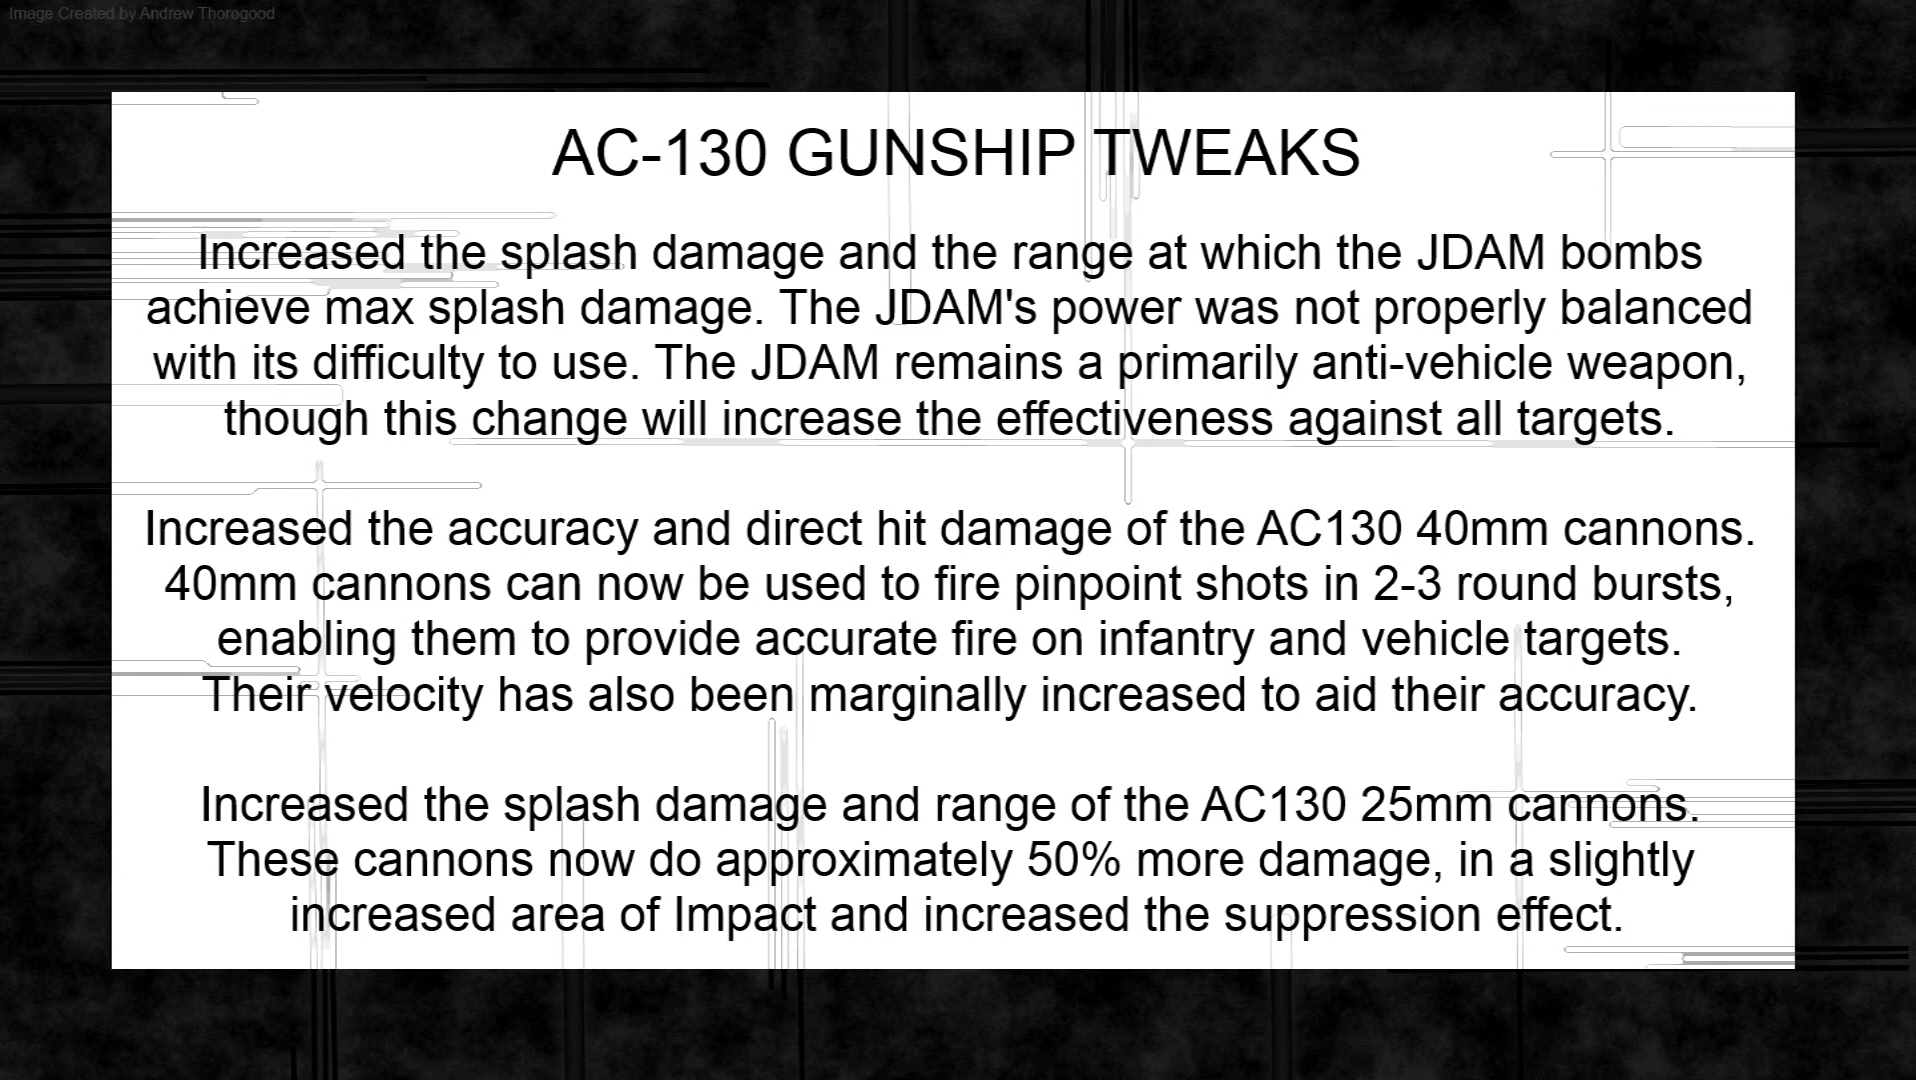 Image Created by Andrew Thorogood
AC-130 GUNSHIP TWEAKS
Increased the splash damage and the range at which the JDAM bombs
achieve max splash damage. The JDAM's power was not properly balanced
with its difficulty to use. The JDAM remains a primarily anti-vehicle weapon,
though this change will increase the effectiveness against all targets.
Increased the accuracy and direct hit damage of the AC130 40mm cannons.
40mm cannons can now be used to fire pinpoint shots in 2-3 round bursts,
enabling them to provide accurate fire on infantry and vehicle targets.
Their velocity has also been marginally increased to aid their accuracy.
Increased the splash damage and range of the AC130 25mm cannons.
These cannons now do approximately 50% more damage, in a slightly
increased area of Impact and increased the suppression effect.